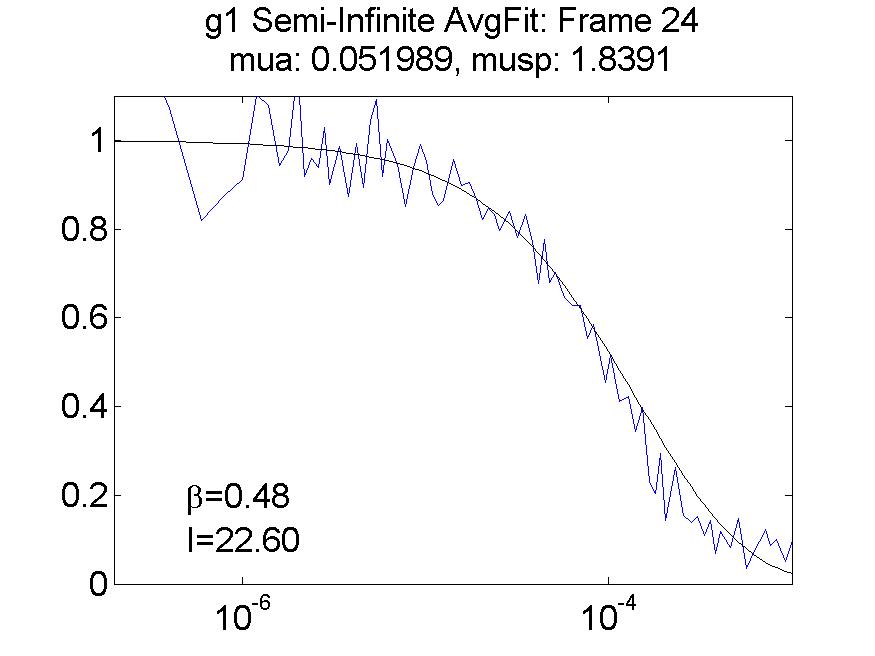 g1 Semi-Infinite AvgFit: Frame 24
mua: 0.051989, musp: 1.8391
1
0.8
0.6
0.4
0.2
0
β=0.48
I=22.60
10^-6
10^-4